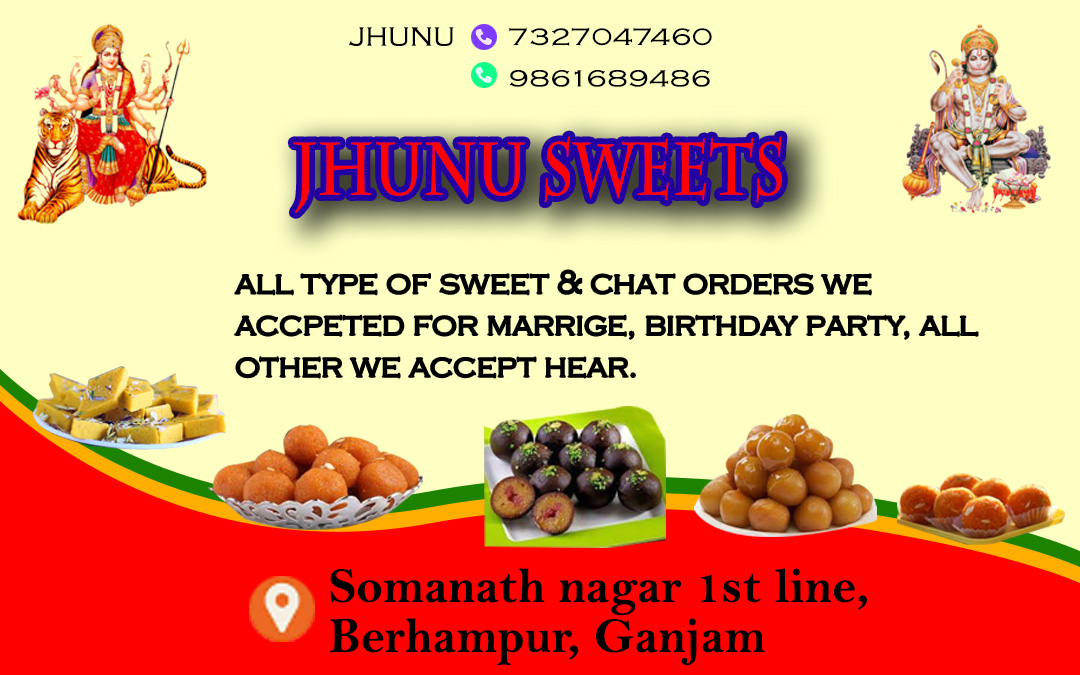 JHUNU 7327047460
9861689486
JHUNU SWEETS
ALL TYPE OF SWEET & CHAT ORDERS WE
ACCPETED FOR MARRIGE, BIRTHDAY PARTY, ALL
OTHER WE ACCEPT HEAR.
Somanath nagar 1st line,
Berhampur, Ganjam